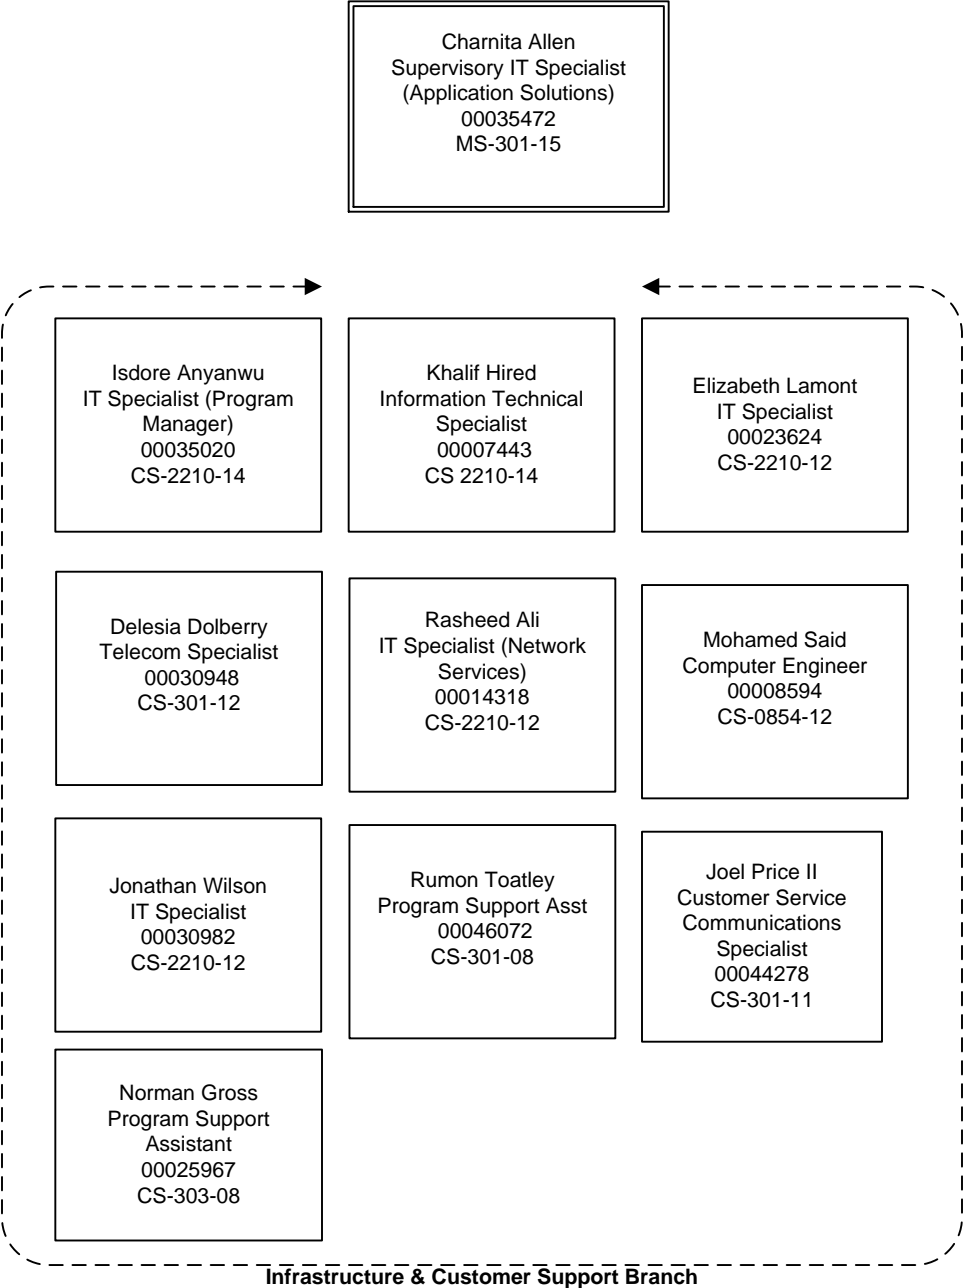 Charnita Allen
Supervisory IT Specialist
(Application Solutions)
00035472
MS-301-15
Isdore Anyanwu
IT Specialist (Program
Manager)
00035020
CS-2210-14
Khalif Hired
Information Technical
Specialist
00007443
CS 2210-14
Elizabeth Lamont
IT Specialist
00023624
CS-2210-12
Delesia Dolberry
Telecom Specialist
00030948
CS-301-12
Rasheed Ali
IT Specialist (Network
Services)
00014318
CS-2210-12
Mohamed Said
Computer Engineer
00008594
CS-0854-12
Jonathan Wilson
IT Specialist
00030982
CS-2210-12
Rumon Toatley
Program Support Asst
00046072
CS-301-08
Joel Price II
Customer Service
Communications
Specialist
00044278
CS-301-11
Norman Gross
Program Support
Assistant
00025967
CS-303-08
Infrastructure & Customer Support Branch